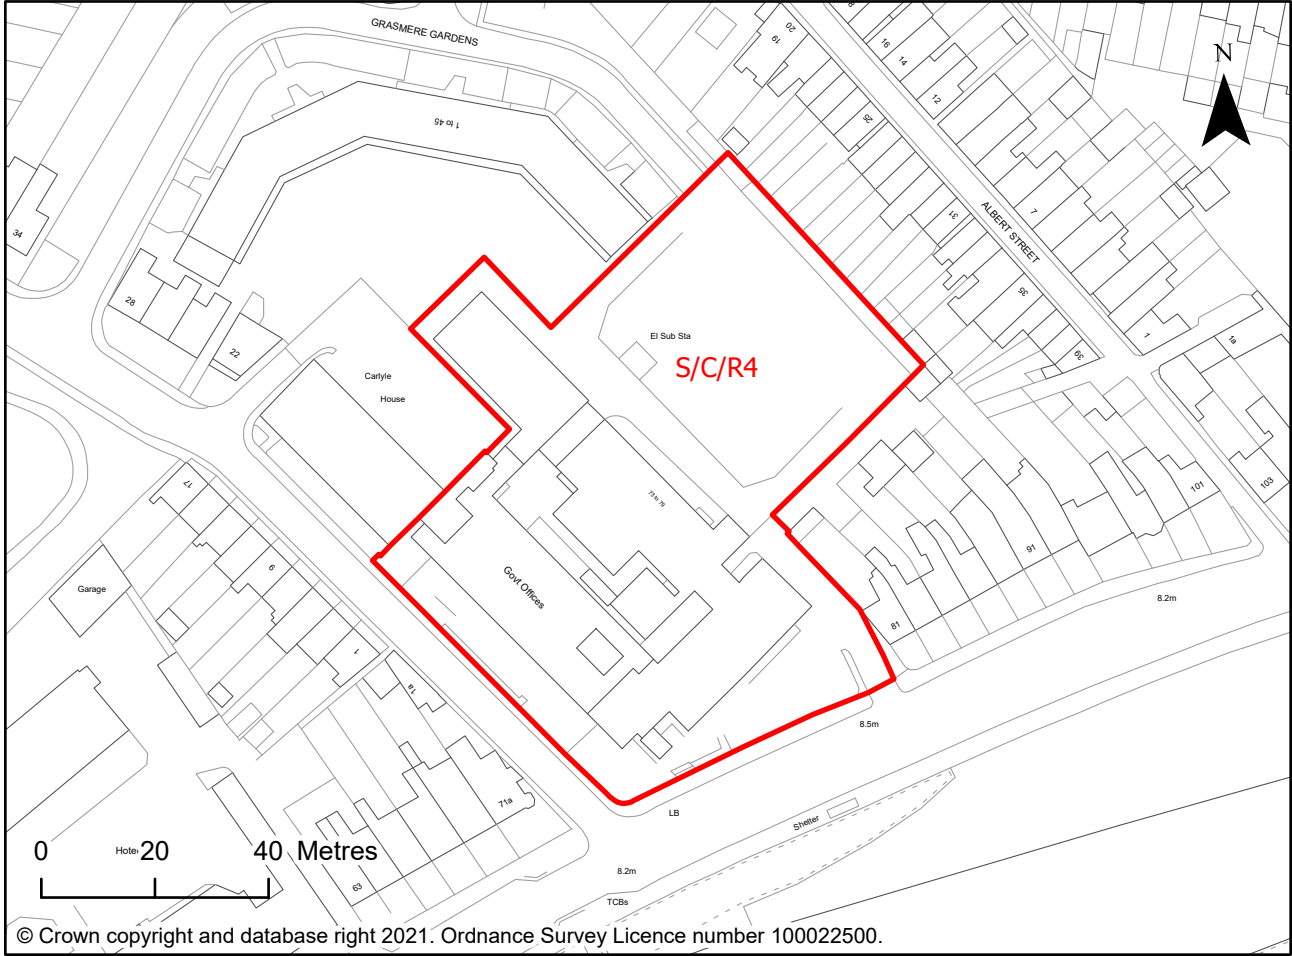 GRASMERE GARDENS
20
19
8
16
14
12
N
1 to 45
25
34
31
7
ALBERT STREET
28
El Sub Sta
S/C/R4
35
1
1a
22
39
Carlyle
House
17
73 to 79
101
103
91
9
Govt Offices
Garage
81
8.2m
1
1a
8.5m
71a
LB
Shelter
0 20 40 Metres
Hote
63
8.2m
TCBs
© Crown copyright and database right 2021. Ordnance Survey Licence number 100022500.